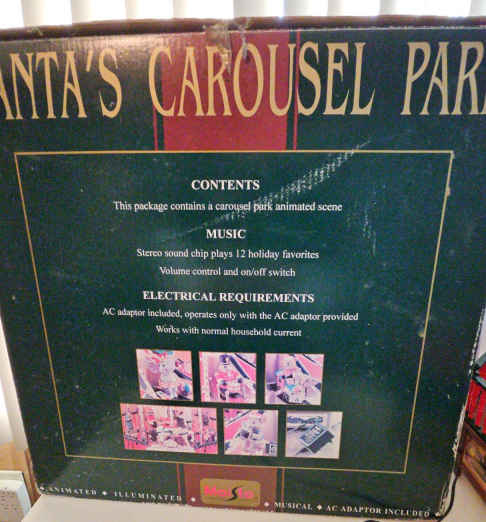 ANTA'S CAROUSEL PAR
CONTENTS
This package contains a carousel park animated scene
MUSIC
Stereo sound chip plays 12 holiday favorites
Volume control and on/off switch
ELECTRICAL REQUIREMENTS
AC adaptor included, operates only with the AC adaptor provided
Works with normal household current
◆ ANIMATED ◆ ILLUMINATED ◆ ◆ MUSICAL ◆ AC ADAPTOR INCLUDED ◆